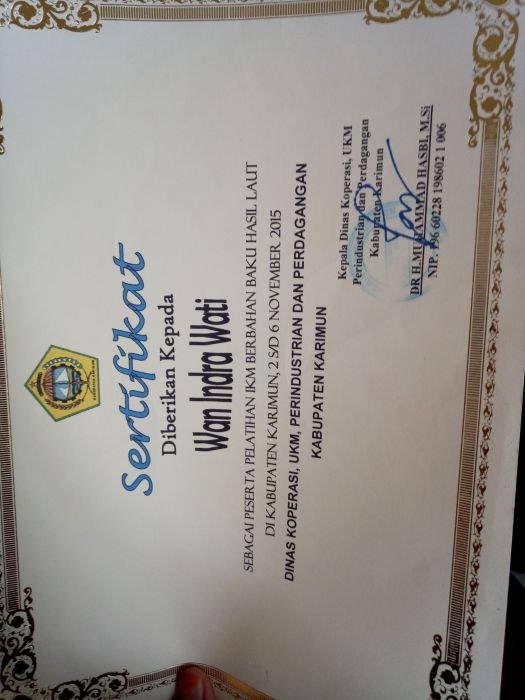 Sertifikat
Diberikan Kepada
Wan Indra Wati
SEBAGAI PESERTA PELATIHAN IKM BERBAHAN BAKU HASIL LAUT
DI KABUPATEN KARIMUN, 2 S/D 6 NOVEMBER 2015
DINAS KOPERASI, UKM, PERINDUSTRIAN DAN PERDAGANGAN
KABUPATEN KARIMUN
Kepala Dinas Koperasi, UKM
Perindustrian dan Perdagangan
Kabupaten Karimun
DR H.MUHAMMAD HASBI, M.Si
NIP. 196 60228 198602 1 006